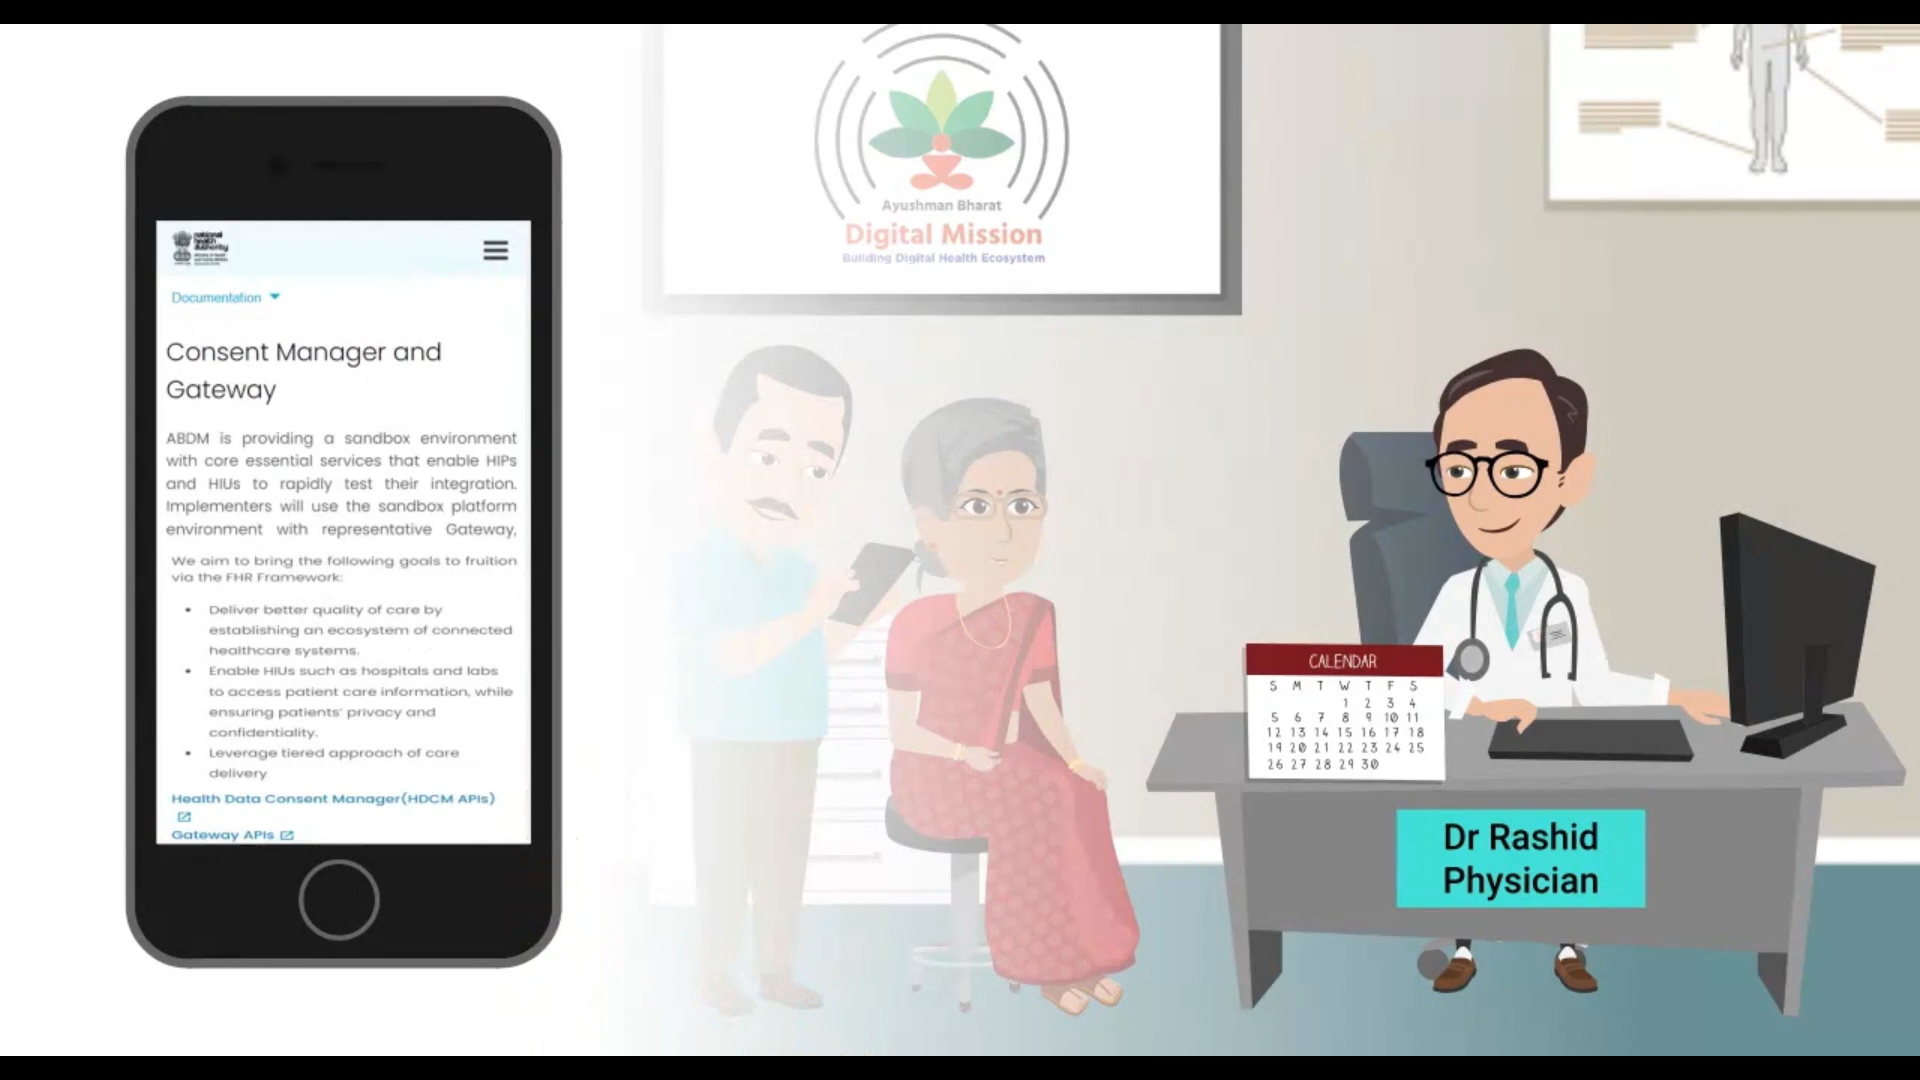 national
health
authority
Documentation
Consent Manager and
Gateway
ABDM is providing a sandbox environment
with core essential services that enable HIPs
and HIUs to rapidly test their integration.
Implementers will use the sandbox platform
environment with representative Gateway,
We aim to bring the following goals to fruition
via the FHR Framework:
• Deliver better quality of care by
establishing an ecosystem of connected
healthcare systems.
• Enable HIUs such as hospitals and labs
to access patient care information, while
ensuring patients' privacy and
confidentiality.
• Leverage tiered approach of care
delivery
Health Data Consent Manager(HDCM APIs)
Gateway APIs
Ayushman Bharat
Digital Mission
Building Digital Health Ecosystem
CALENDAR
S M T W T F S
1 2 3 4
5 6 7 8 9 10 11
12 13 14 15 16 17 18
19 20 21 22 23 24 25
26 27 28 29 30
Dr Rashid
Physician